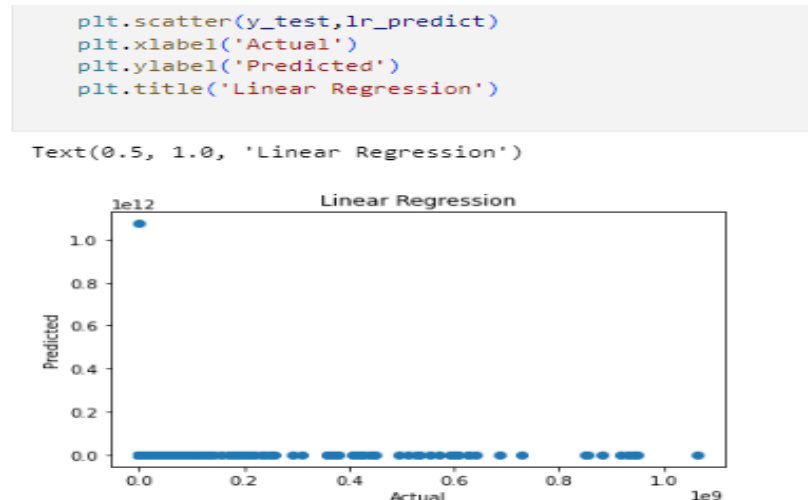 plt.scatter(y_test,lr_predict)
plt.xlabel('Actual')
plt.ylabel('Predicted')
plt.title('Linear Regression')
Text(0.5, 1.0, 'Linear Regression')
Linear Regression
1e12
1.0
0.8
0.6
0.4
0.2
0.0
Predicted
0.0 0.2 0.4 0.6 0.8 1.0
Actual
1e9